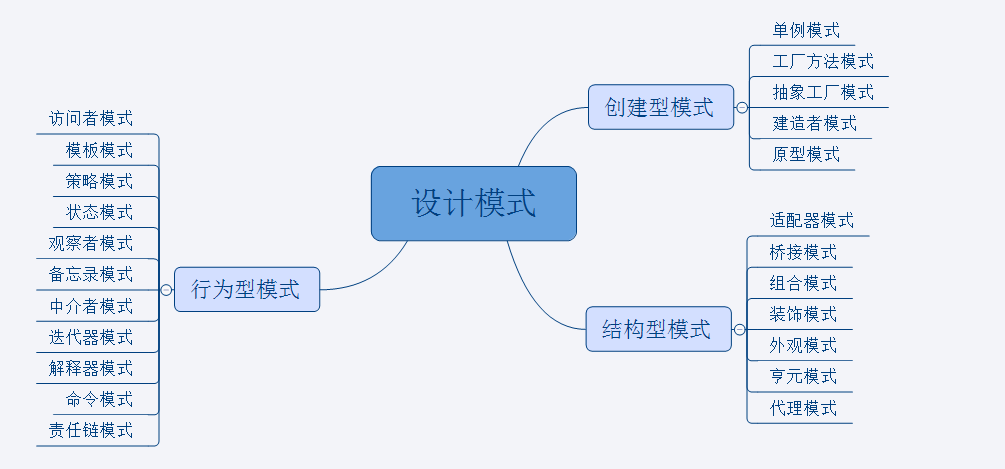 设计模式
创建型模式
单例模式
工厂方法模式
抽象工厂模式
建造者模式
原型模式
结构型模式
适配器模式
桥接模式
组合模式
装饰模式
外观模式
亨元模式
代理模式
行为型模式
访问者模式
模板模式
策略模式
状态模式
观察者模式
备忘录模式
中介者模式
迭代器模式
解释器模式
命令模式
责任链模式